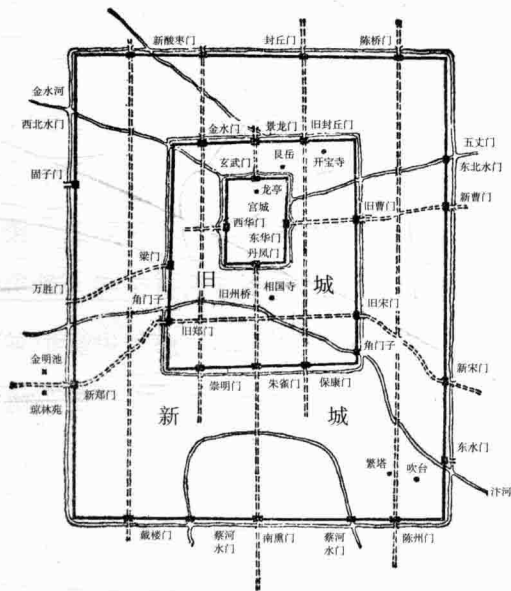 新酸枣门
封丘门
陈桥门
金水河
西北水门
金水门
景龙门
旧封丘门
五丈门
东北水门
玄武门
艮岳
开宝寺
固子门
龙亭
宫城
新曹门
旧曹门
西华门
东华门
丹凤门
梁门
旧
城
万胜门
角门子
旧州桥
相国寺
旧宋门
旧郑门
角门子
金明池
新宋门
琼林苑
新郑门
崇明门
朱雀门
保康门
新
城
东水门
繁塔
吹台
汴河
戴楼门
蔡河
水门
南熏门
蔡河
水门
陈州门